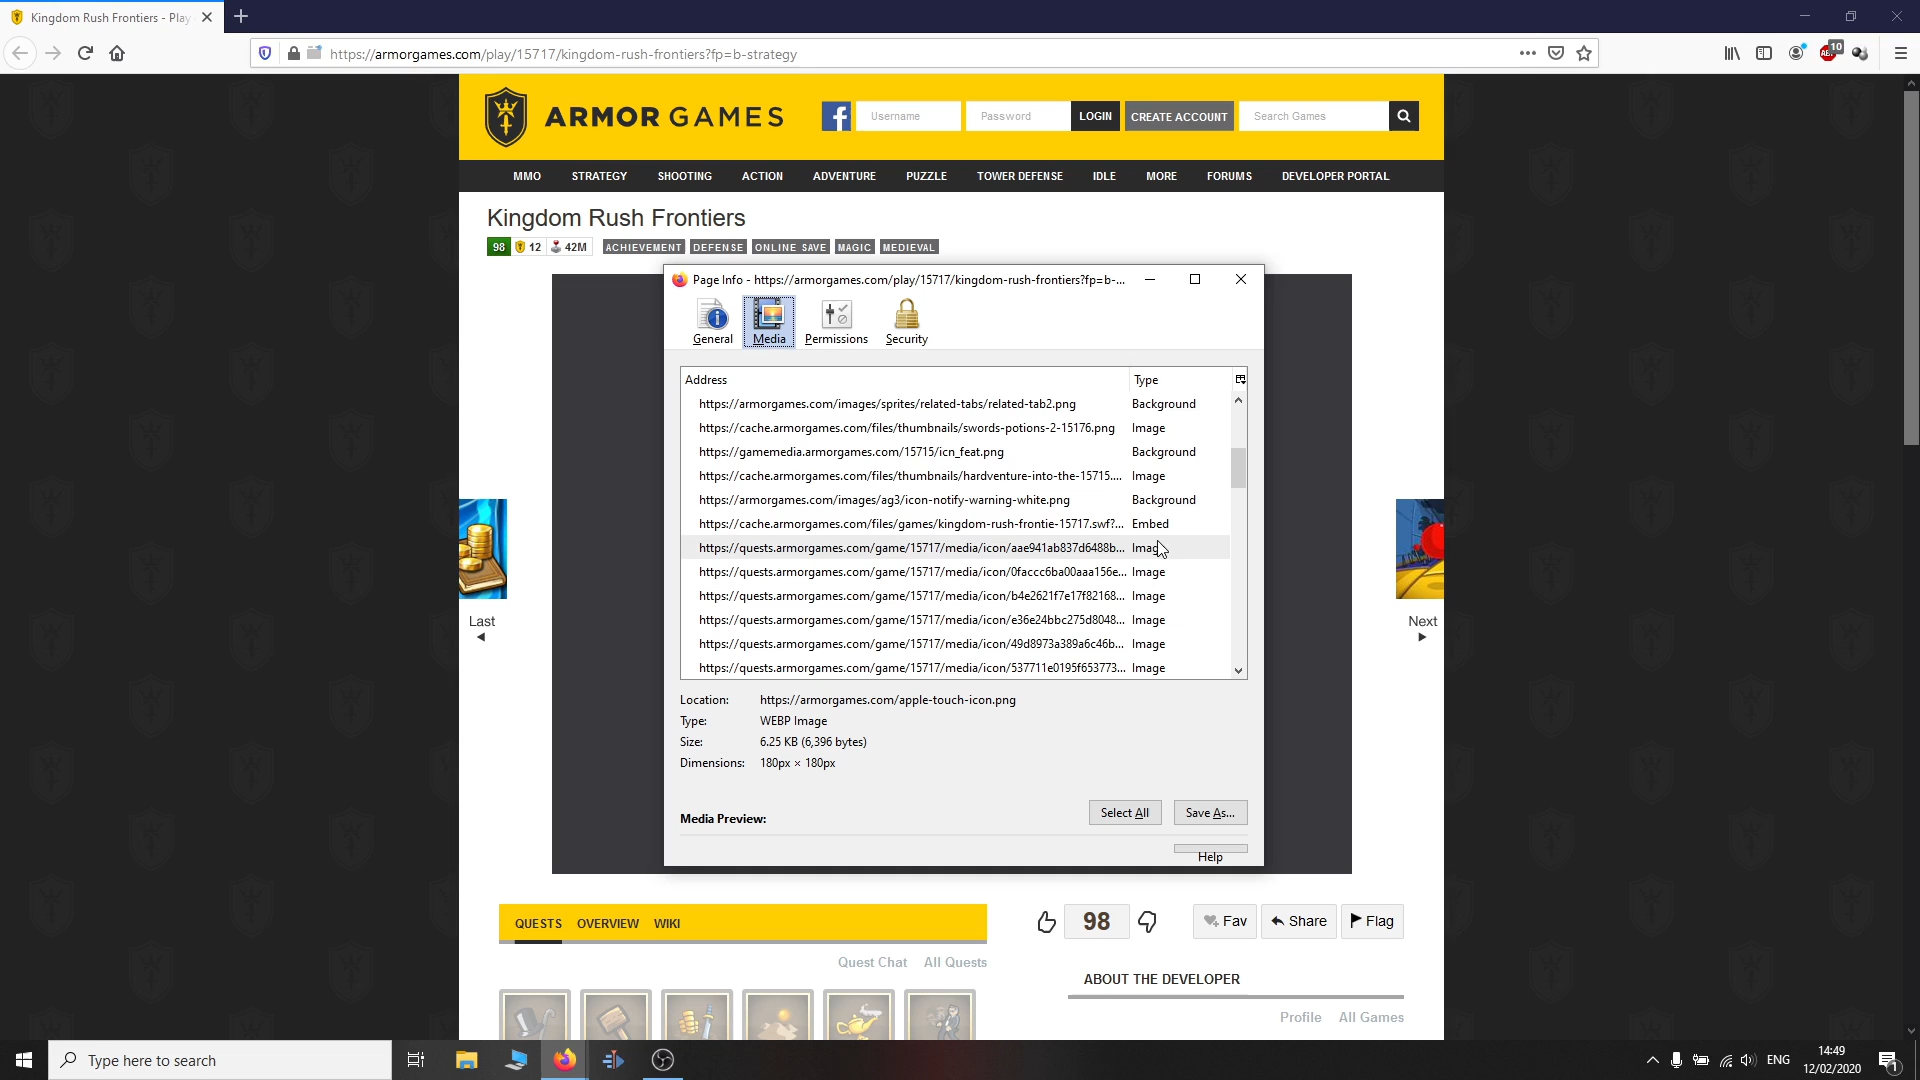 Kingdom Rush Frontiers - Play
https://armorgames.com/play/15717/kingdom-rush-frontiers?fp=b-strategy
10
ARMOR GAMES
Username
Password
LOGIN
CREATE ACCOUNT
Search Games
MMO
STRATEGY
SHOOTING
ACTION
ADVENTURE
PUZZLE
TOWER DEFENSE
IDLE
MORE
FORUMS
DEVELOPER PORTAL
Kingdom Rush Frontiers
98
12
42M
ACHIEVEMENT
DEFENSE
ONLINE SAVE
MAGIC
MEDIEVAL
Page Info - https://armorgames.com/play/15717/kingdom-rush-frontiers?fp=b-...
General
Media
Permissions
Security
Address
Type
https://armorgames.com/images/sprites/related-tabs/related-tab2.png Background
https://cache.armorgames.com/files/thumbnails/swords-potions-2-15176.png Image
https://gamemedia.armorgames.com/15715/icn_feat.png Background
https://cache.armorgames.com/files/thumbnails/hardventure-into-the-15715.... Image
https://armorgames.com/images/ag3/icon-notify-warning-white.png Background
https://cache.armorgames.com/files/games/kingdom-rush-frontie-15717.swf?... Embed
https://quests.armorgames.com/game/15717/media/icon/aae941ab837d6488b... Image
https://quests.armorgames.com/game/15717/media/icon/0faccc6ba00aaa156e... Image
https://quests.armorgames.com/game/15717/media/icon/b4e2621f7e17f82168... Image
https://quests.armorgames.com/game/15717/media/icon/e36e24bbc275d8048... Image
https://quests.armorgames.com/game/15717/media/icon/49d8973a389a6c46b... Image
https://quests.armorgames.com/game/15717/media/icon/537711e0195f653773... Image
Location: https://armorgames.com/apple-touch-icon.png
Type: WEBP Image
Size: 6.25 KB (6,396 bytes)
Dimensions: 180px × 180px
Media Preview:
Select All
Save As...
Help
Last
Next
QUESTS
OVERVIEW
WIKI
98
Fav
Share
Flag
Quest Chat
All Quests
ABOUT THE DEVELOPER
Profile
All Games
Type here to search
ENG
14:49
12/02/2020
1